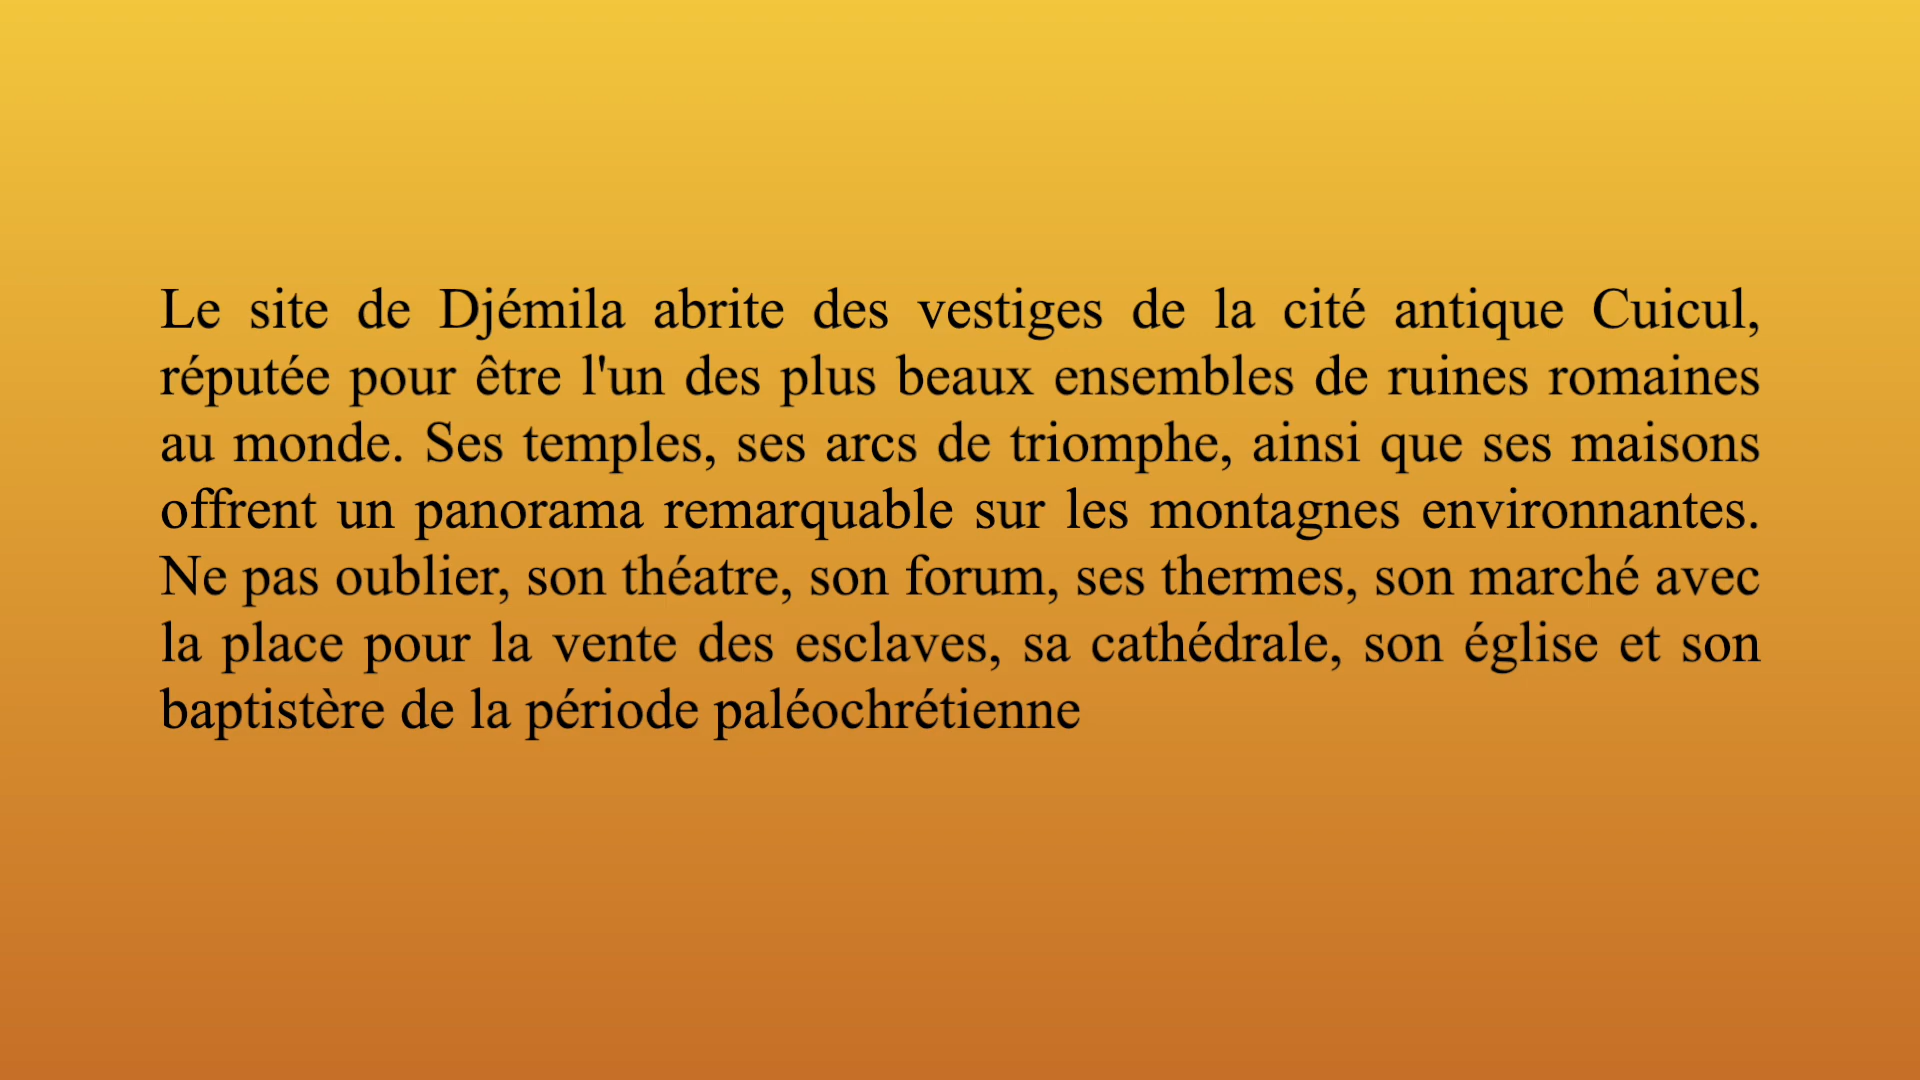 Le site de Djémila abrite des vestiges de la cité antique Cuicul,
réputée pour être l'un des plus beaux ensembles de ruines romaines
au monde. Ses temples, ses arcs de triomphe, ainsi que ses maisons
offrent un panorama remarquable sur les montagnes environnantes.
Ne pas oublier, son théatre, son forum, ses thermes, son marché avec
la place pour la vente des esclaves, sa cathédrale, son église et son
baptistère de la période paléochrétienne